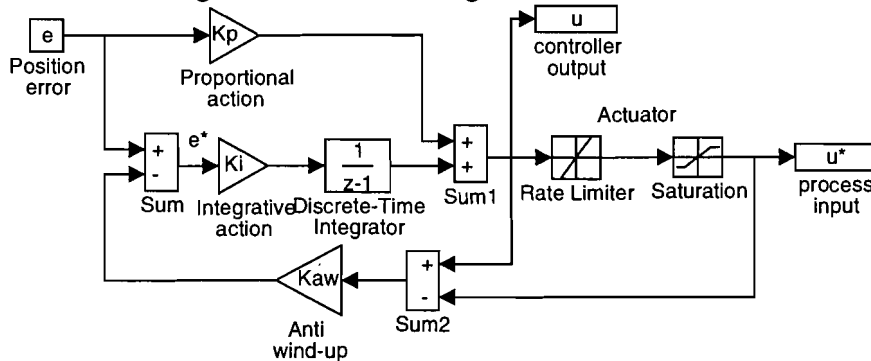 e
Position
error
Kp
Proportional
action
u
controller
output
Actuator
+
-
Sum
e*
Ki
Integrative
action
1
z-1
Discrete-Time
Integrator
+
+
Sum1
Rate Limiter
Saturation
u*
process
input
Kaw
Anti
wind-up
+
-
Sum2